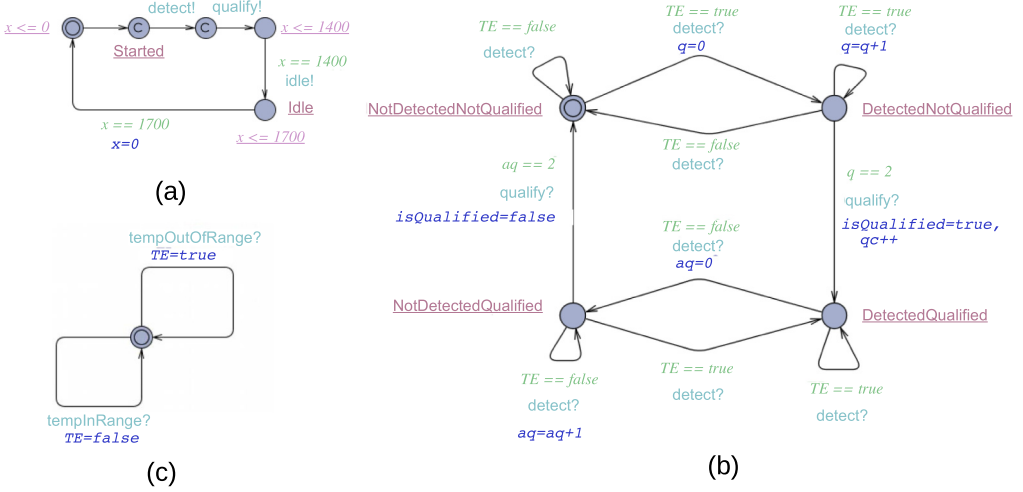 x <= 0
C
detect!
C
qualify!
x <= 1400
Started
x == 1400
idle!
Idle
x <= 1700
x == 1700
x=0
(a)
tempOutOfRange?
TE=true
tempInRange?
TE=false
(c)
TE == false
detect?
TE == true
detect?
q=0
TE == true
detect?
q=q+1
NotDetectedNotQualified
DetectedNotQualified
TE == false
detect?
aq == 2
qualify?
isQualified=false
q == 2
qualify?
isQualified=true,
qc++
TE == false
detect?
aq=0
NotDetectedQualified
DetectedQualified
TE == false
detect?
aq=aq+1
TE == true
detect?
TE == true
detect?
(b)